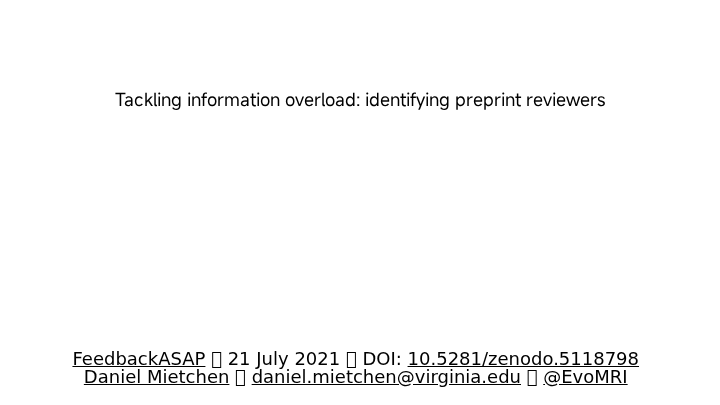 Tackling information overload: identifying preprint reviewers
FeedbackASAP 21 July 2021 DOI: 10.5281/zenodo.5118798
Daniel Mietchen daniel.mietchen@virginia.edu @EvoMRI